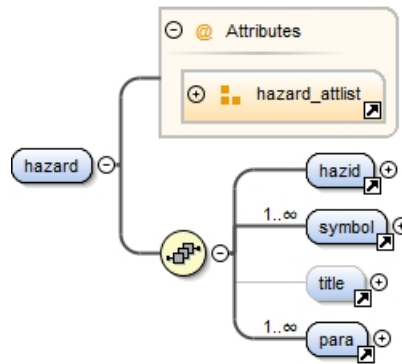 @ Attributes
hazard_attlist
hazard
hazid
1..∞
symbol
title
1..∞
para